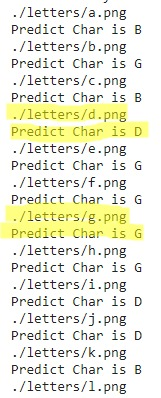 ./letters/a.png
Predict Char is B
./letters/b.png
Predict Char is G
./letters/c.png
Predict Char is B
./letters/d.png
Predict Char is D
./letters/e.png
Predict Char is G
./letters/f.png
Predict Char is G
./letters/g.png
Predict Char is G
./letters/h.png
Predict Char is G
./letters/i.png
Predict Char is D
./letters/j.png
Predict Char is D
./letters/k.png
Predict Char is B
./letters/l.png